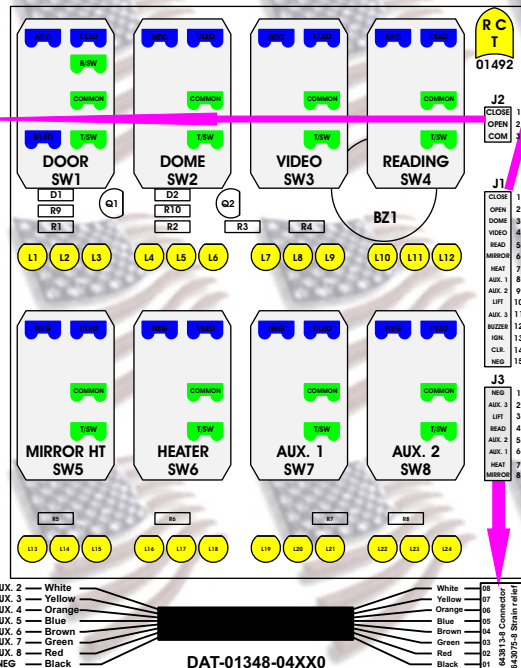 R C
T
01492
NEG T/LED
B/SW
COMMON
B/LED T/SW
DOOR
SW1
NEG T/LED
COMMON
T/SW
DOME
SW2
NEG T/LED
COMMON
T/SW
VIDEO
SW3
NEG T/LED
COMMON
T/SW
READING
SW4
J2
CLOSE 1
OPEN 2
COM 3
D1
R9
R1
Q1
D2
R10
R2
Q2
R3
R4
BZ1
L1 L2 L3 L4 L5 L6 L7 L8 L9 L10 L11 L12
J1
CLOSE 1
OPEN 2
DOME 3
VIDEO 4
READ 5
MIRROR 6
HEAT 7
AUX. 1 8
AUX. 2 9
LIFT 10
AUX. 3 11
BUZZER 12
IGN. 13
CLR. 14
NEG 15
NEG T/LED
COMMON
T/SW
MIRROR HT
SW5
NEG T/LED
COMMON
T/SW
HEATER
SW6
NEG T/LED
COMMON
T/SW
AUX. 1
SW7
NEG T/LED
COMMON
T/SW
AUX. 2
SW8
J3
NEG 1
AUX. 3 2
LIFT 3
READ 4
AUX. 2 5
AUX. 1 6
HEAT 7
MIRROR 8
R5 R6 R7 R8
L13 L14 L15 L16 L17 L18 L19 L20 L21 L22 L23 L24
UX. 2 White
UX. 3 Yellow
UX. 4 Orange
UX. 5 Blue
UX. 6 Brown
UX. 7 Green
UX. 8 Red
NEG Black
White 08
Yellow 07
Orange 06
Blue 05
Brown 04
Green 03
Red 02
Black 01
643813-8 Connector
643075-8 Strain relief
DAT-01348-04XX0